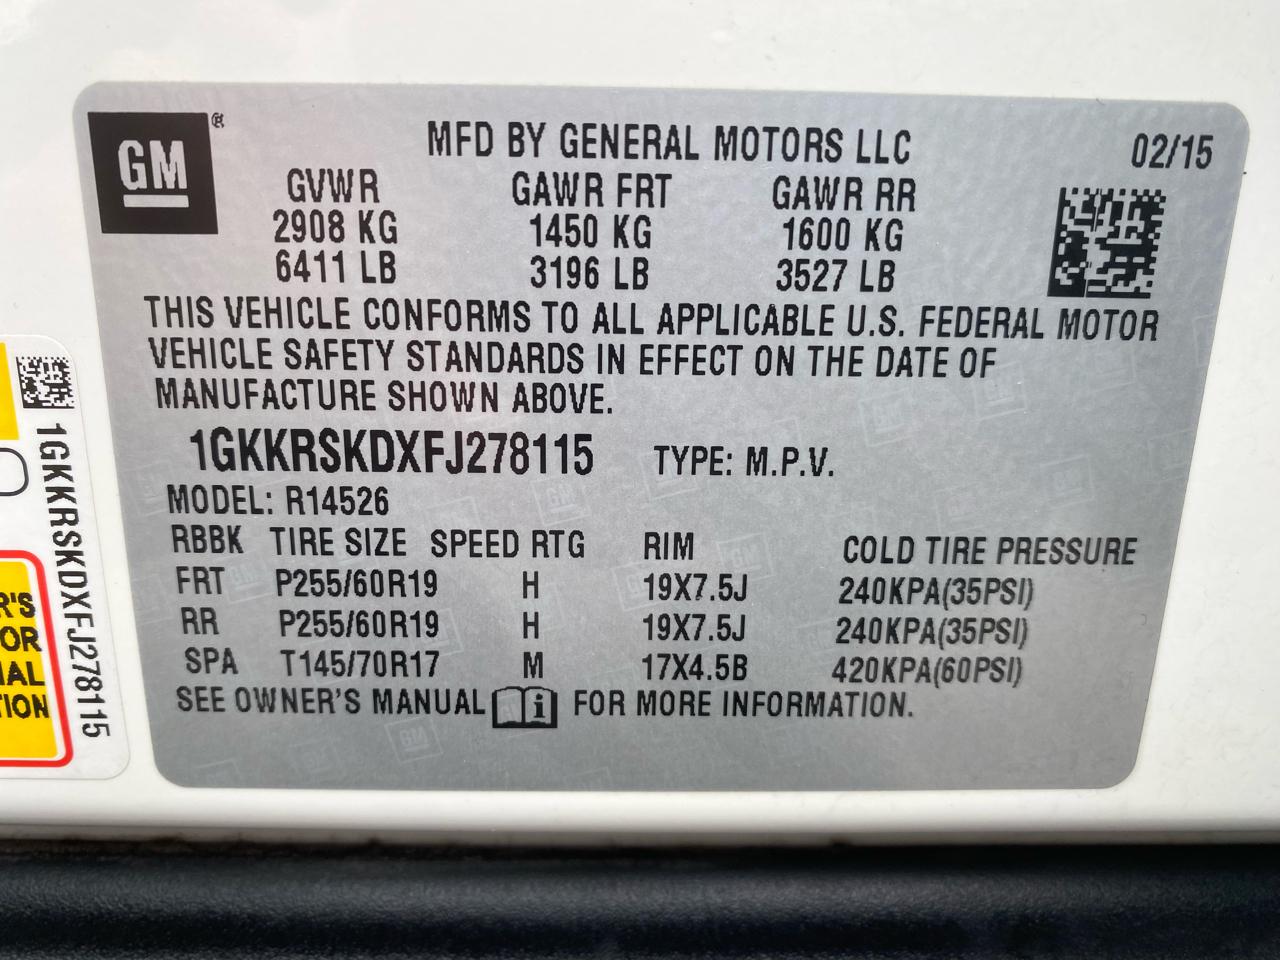 GM ®
MFD BY GENERAL MOTORS LLC
02/15
GVWR GAWR FRT GAWR RR
2908 KG 1450 KG 1600 KG
6411 LB 3196 LB 3527 LB
THIS VEHICLE CONFORMS TO ALL APPLICABLE U.S. FEDERAL MOTOR
VEHICLE SAFETY STANDARDS IN EFFECT ON THE DATE OF
MANUFACTURE SHOWN ABOVE.
1GKKRSKDXFJ278115 TYPE: M.P.V.
MODEL: R14526
RBBK TIRE SIZE SPEED RTG RIM COLD TIRE PRESSURE
FRT P255/60R19 H 19X7.5J 240KPA(35PSI)
RR P255/60R19 H 19X7.5J 240KPA(35PSI)
SPA T145/70R17 M 17X4.5B 420KPA(60PSI)
SEE OWNER'S MANUAL i FOR MORE INFORMATION.
1GKKRSKDXFJ278115
R'S
OR
IAL
TION